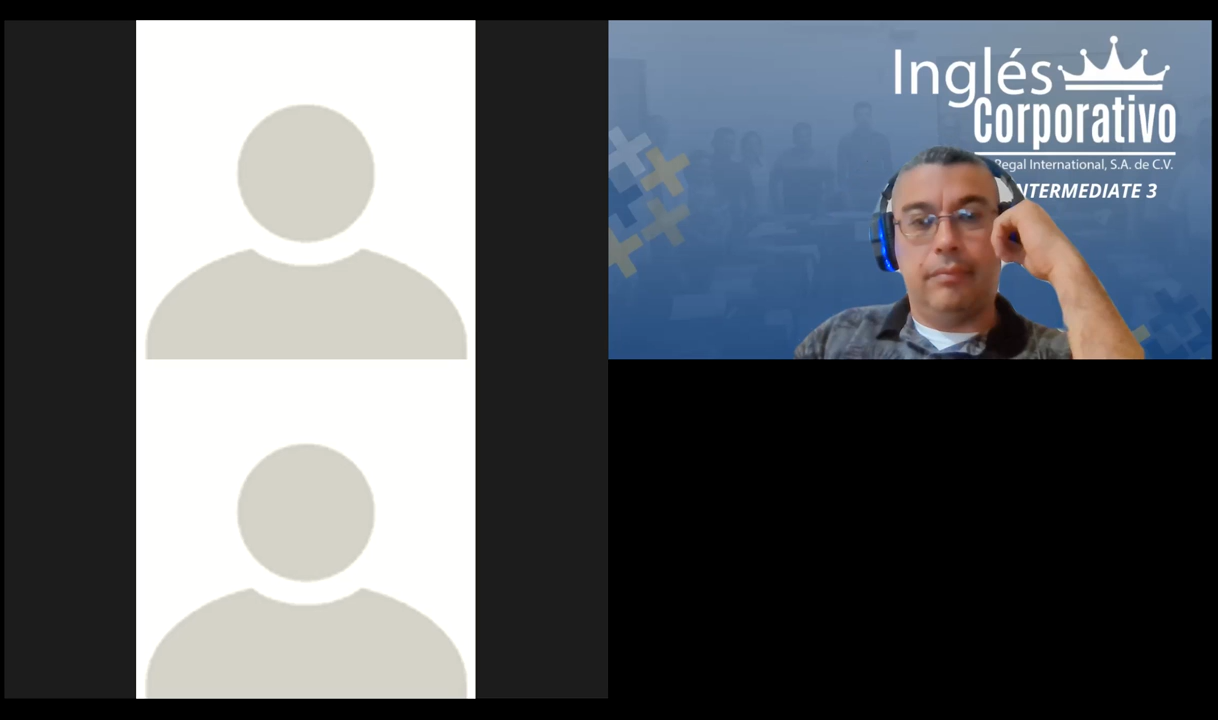 Inglés
Corporativo
Regal International, S.A. de C.V.
INTERMEDIATE 3